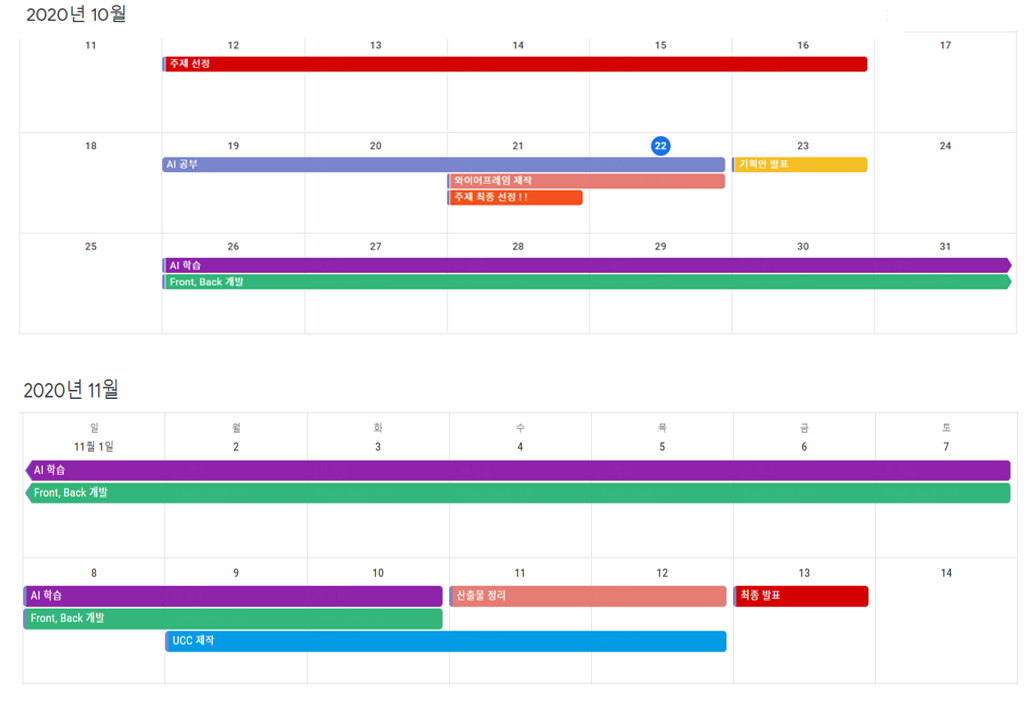 2020년 10월
11 12 13 14 15 16 17
주제 선정
18 19 20 21 22 23 24
AI 공부 기획안 발표
와이어프레임 제작
주제 최종 선정 ! !
25 26 27 28 29 30 31
AI 학습
Front, Back 개발
2020년 11월
일 월 화 수 목 금 토
11월 1일 2 3 4 5 6 7
AI 학습
Front, Back 개발
8 9 10 11 12 13 14
AI 학습 산출물 정리 최종 발표
Front, Back 개발
UCC 제작